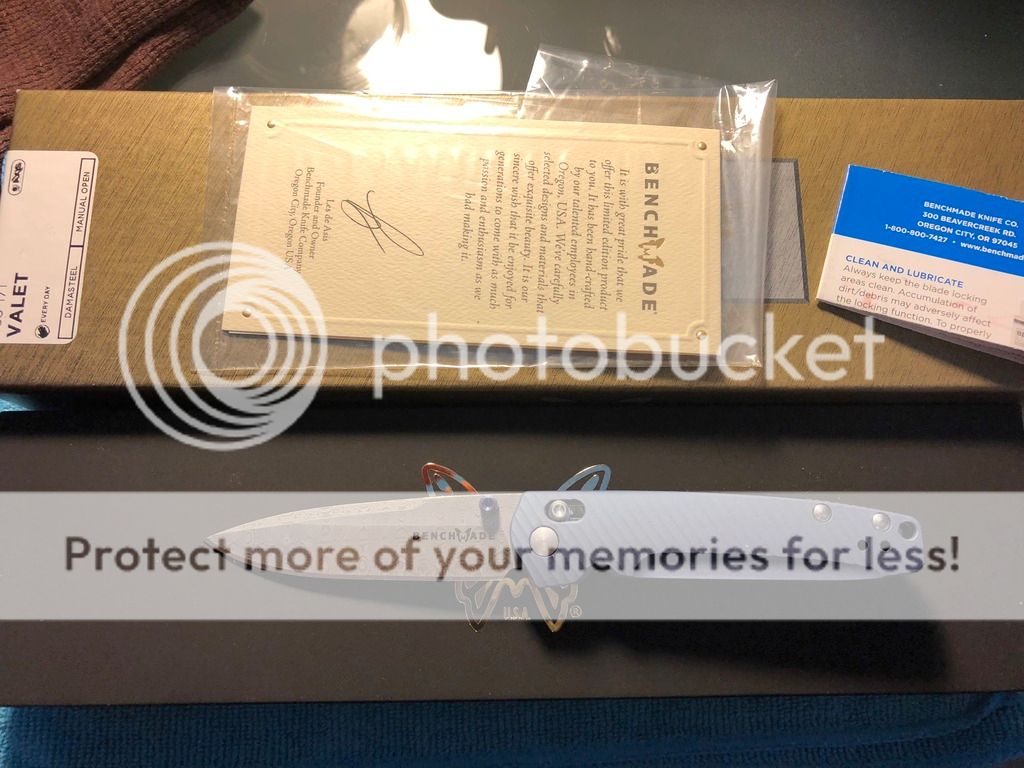 VALET
EVERY DAY
DAMASTEEL
MANUAL OPEN
BENCHMADE
It is with great pride that we
offer this limited edition product
to you. It has been hand-crafted
by our talented employees in
Oregon, USA. We've carefully
selected designs and materials that
offer exquisite beauty. It is our
sincere wish that it be enjoyed for
generations to come with as much
passion and enthusiasm as we
had making it.
Les de Asis
Founder and Owner
Benchmade Knife Company
Oregon City, Oregon USA
BENCHMADE KNIFE CO.
300 BEAVERCREEK RD.
OREGON CITY, OR 97045
1-800-800-7427 • www.benchmad
CLEAN AND LUBRICATE
Always keep the blade locking
areas clean. Accumulation of
dirt/debris may adversely affect
the locking function. To properly
photobucket
BENCHMADE
Protect more of your memories for less!
U.S.A. ®